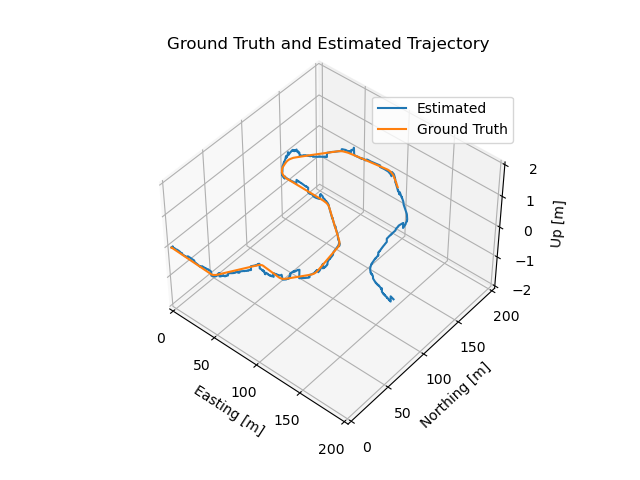 Ground Truth and Estimated Trajectory
Estimated
Ground Truth
2
1
0
−1
−2
Up [m]
0
50
100
150
200
Easting [m]
0
50
100
150
200
Northing [m]